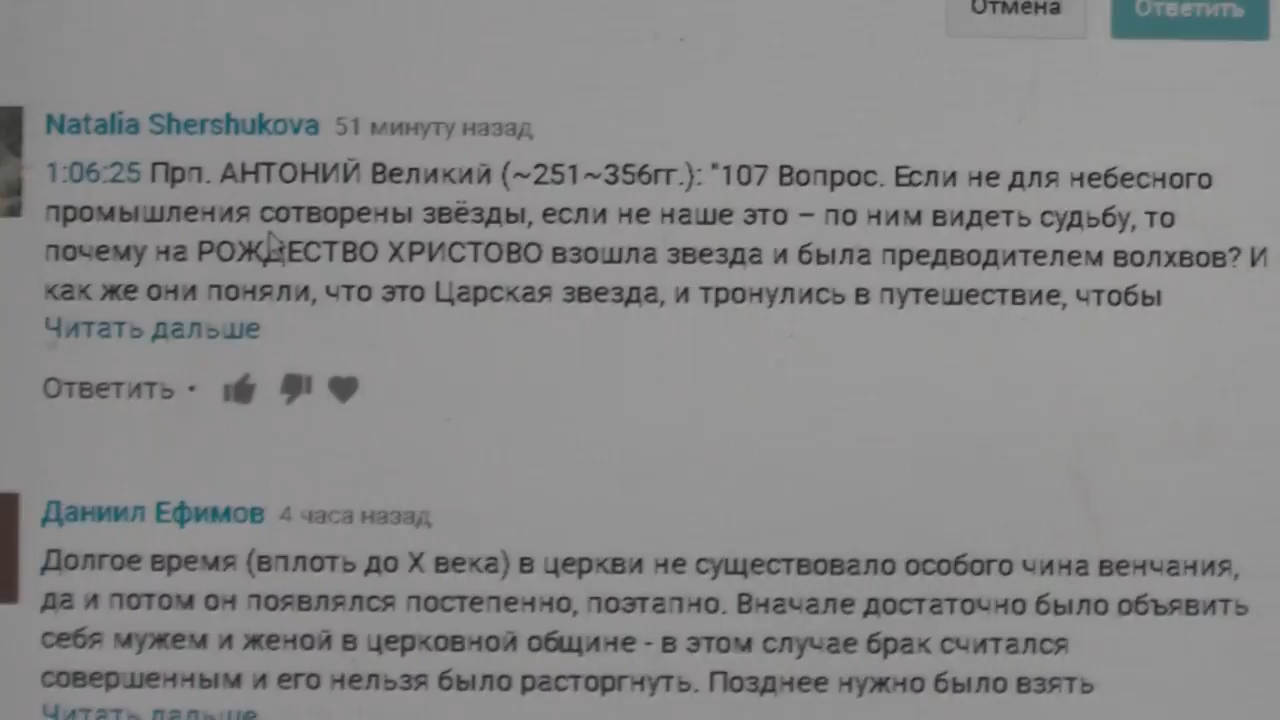 Отмена
Ответить
Natalia Shershukova 51 минуту назад
1:06:25 Прп. АНТОНИЙ Великий (~251~356гг.): "107 Вопрос. Если не для небесного
промышления сотворены звёзды, если не наше это – по ним видеть судьбу, то
почему на РОЖДЕСТВО ХРИСТОВО взошла звезда и была предводителем волхвов? И
как же они поняли, что это Царская звезда, и тронулись в путешествие, чтобы
Читать дальше
Ответить •
Даниил Ефимов 4 часа назад
Долгое время (вплоть до X века) в церкви не существовало особого чина венчания,
да и потом он появлялся постепенно, поэтапно. Вначале достаточно было объявить
себя мужем и женой в церковной общине - в этом случае брак считался
совершенным и его нельзя было расторгнуть. Позднее нужно было взять
Читать дальше